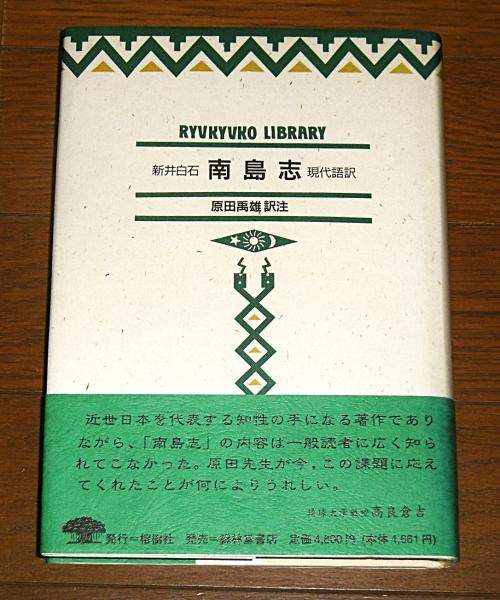 RYUKYUKO LIBRARY
新井白石 南島志 現代語訳
原田禹雄 訳注
近世日本を代表する知性の手になる著作であり
ながら、「南島志」の内容は一般読者に広く知ら
れてこなかった。原田先生が今，この課題に応え
てくれたことが何によりうれしい。
琉球大学教授 高良倉吉
発行＝榕樹社 発売＝緑林堂書店 定価4,800円（本体4,661円）